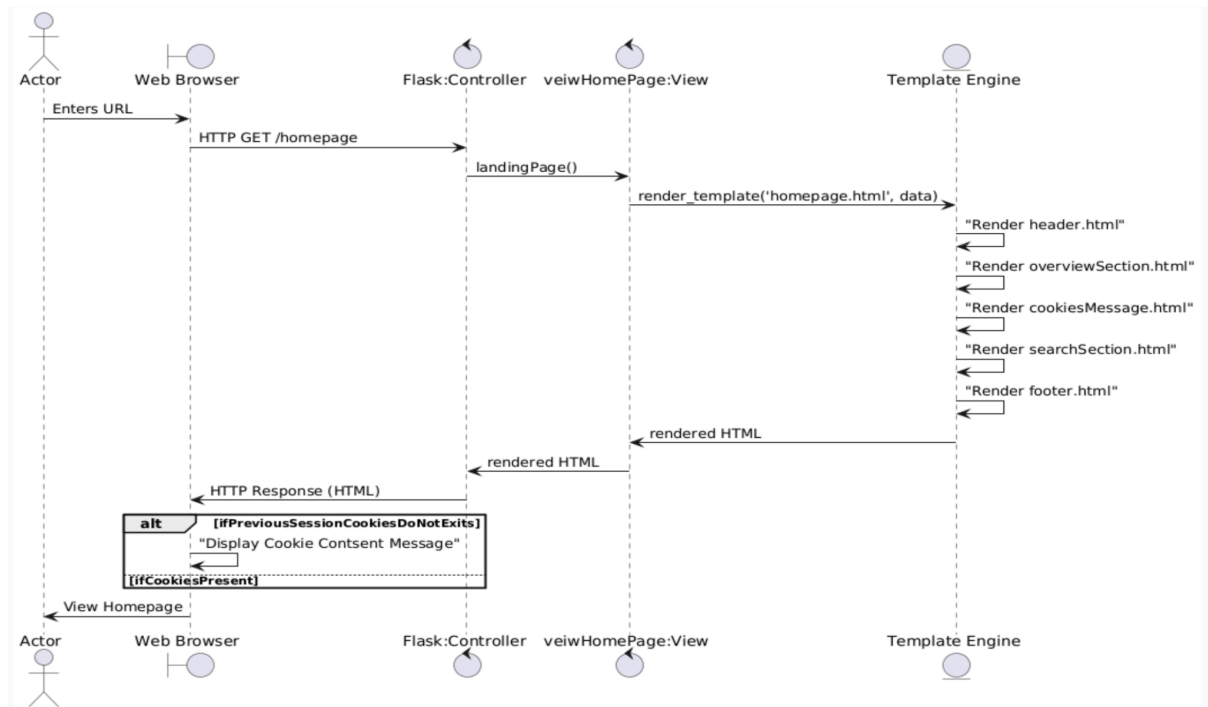 Actor
Web Browser
Flask:Controller
veiwHomePage:View
Template Engine
Enters URL
HTTP GET /homepage
landingPage()
render_template('homepage.html', data)
"Render header.html"
"Render overviewSection.html"
"Render cookiesMessage.html"
"Render searchSection.html"
"Render footer.html"
rendered HTML
rendered HTML
HTTP Response (HTML)
alt [ifPreviousSessionCookiesDoNotExits]
"Display Cookie Contsent Message"
[ifCookiesPresent]
View Homepage
Actor
Web Browser
Flask:Controller
veiwHomePage:View
Template Engine